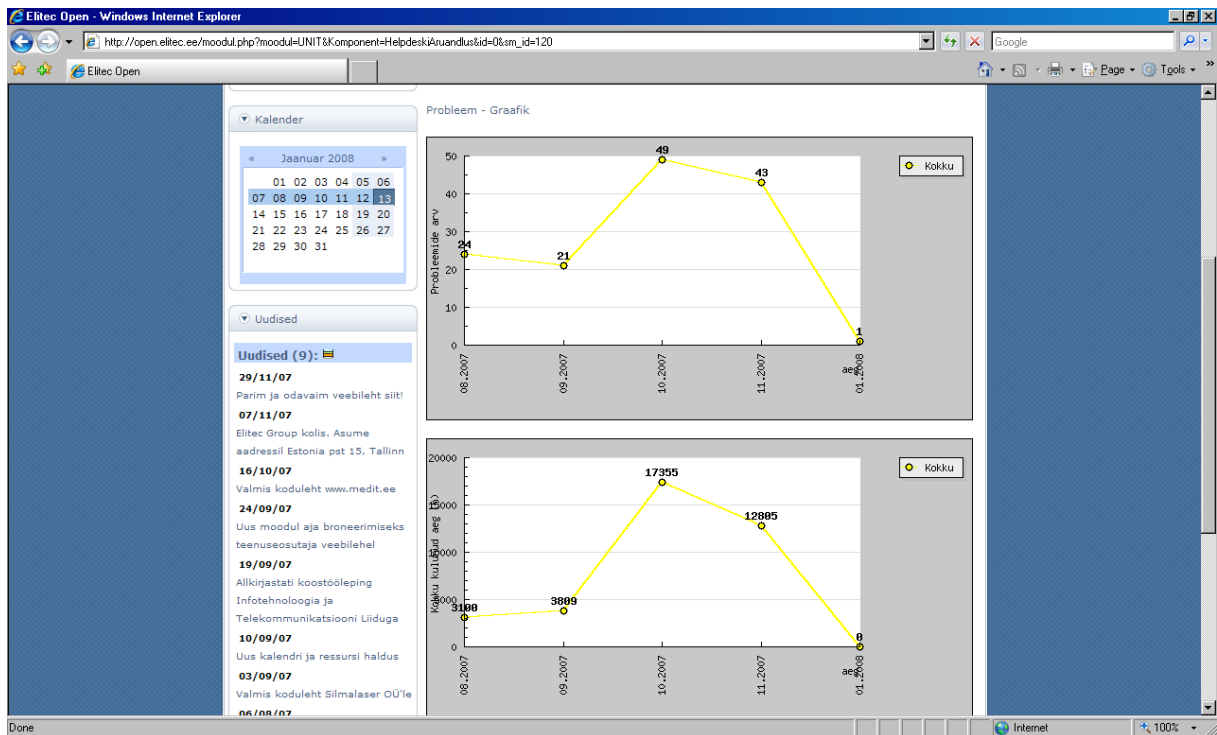 Elitec Open - Windows Internet Explorer
http://open.elitec.ee/moodul.php?moodul=UNIT&Komponent=HelpdeskiAruandlus&id=0&sm_id=120
Google
Elitec Open
Page
Tools
»
Kalender
« Jaanuar 2008 »
01 02 03 04 05 06
07 08 09 10 11 12 13
14 15 16 17 18 19 20
21 22 23 24 25 26 27
28 29 30 31
Uudised
Uudised (9):
29/11/07
Parim ja odavaim veebileht siit!
07/11/07
Elitec Group kolis. Asume
aadressil Estonia pst 15, Tallinn
16/10/07
Valmis koduleht www.medit.ee
24/09/07
Uus moodul aja broneerimiseks
teenuseosutaja veebilehel
19/09/07
Allkirjastati koostööleping
Infotehnoloogia ja
Telekommunikatsiooni Liiduga
10/09/07
Uus kalendri ja ressursi haldus
03/09/07
Valmis koduleht Silmalaser OÜ'le
06/08/07
Probleem - Graafik
Probleemide arv
50
40
30
20
10
0
24
21
49
43
1
08.2007
09.2007
10.2007
11.2007
01.2008
aeg
Kokku
Kokku kulunud aeg (m)
20000
15000
10000
5000
0
3100
3809
17355
12805
0
08.2007
09.2007
10.2007
11.2007
01.2008
aeg
Kokku
Done
Internet
100%